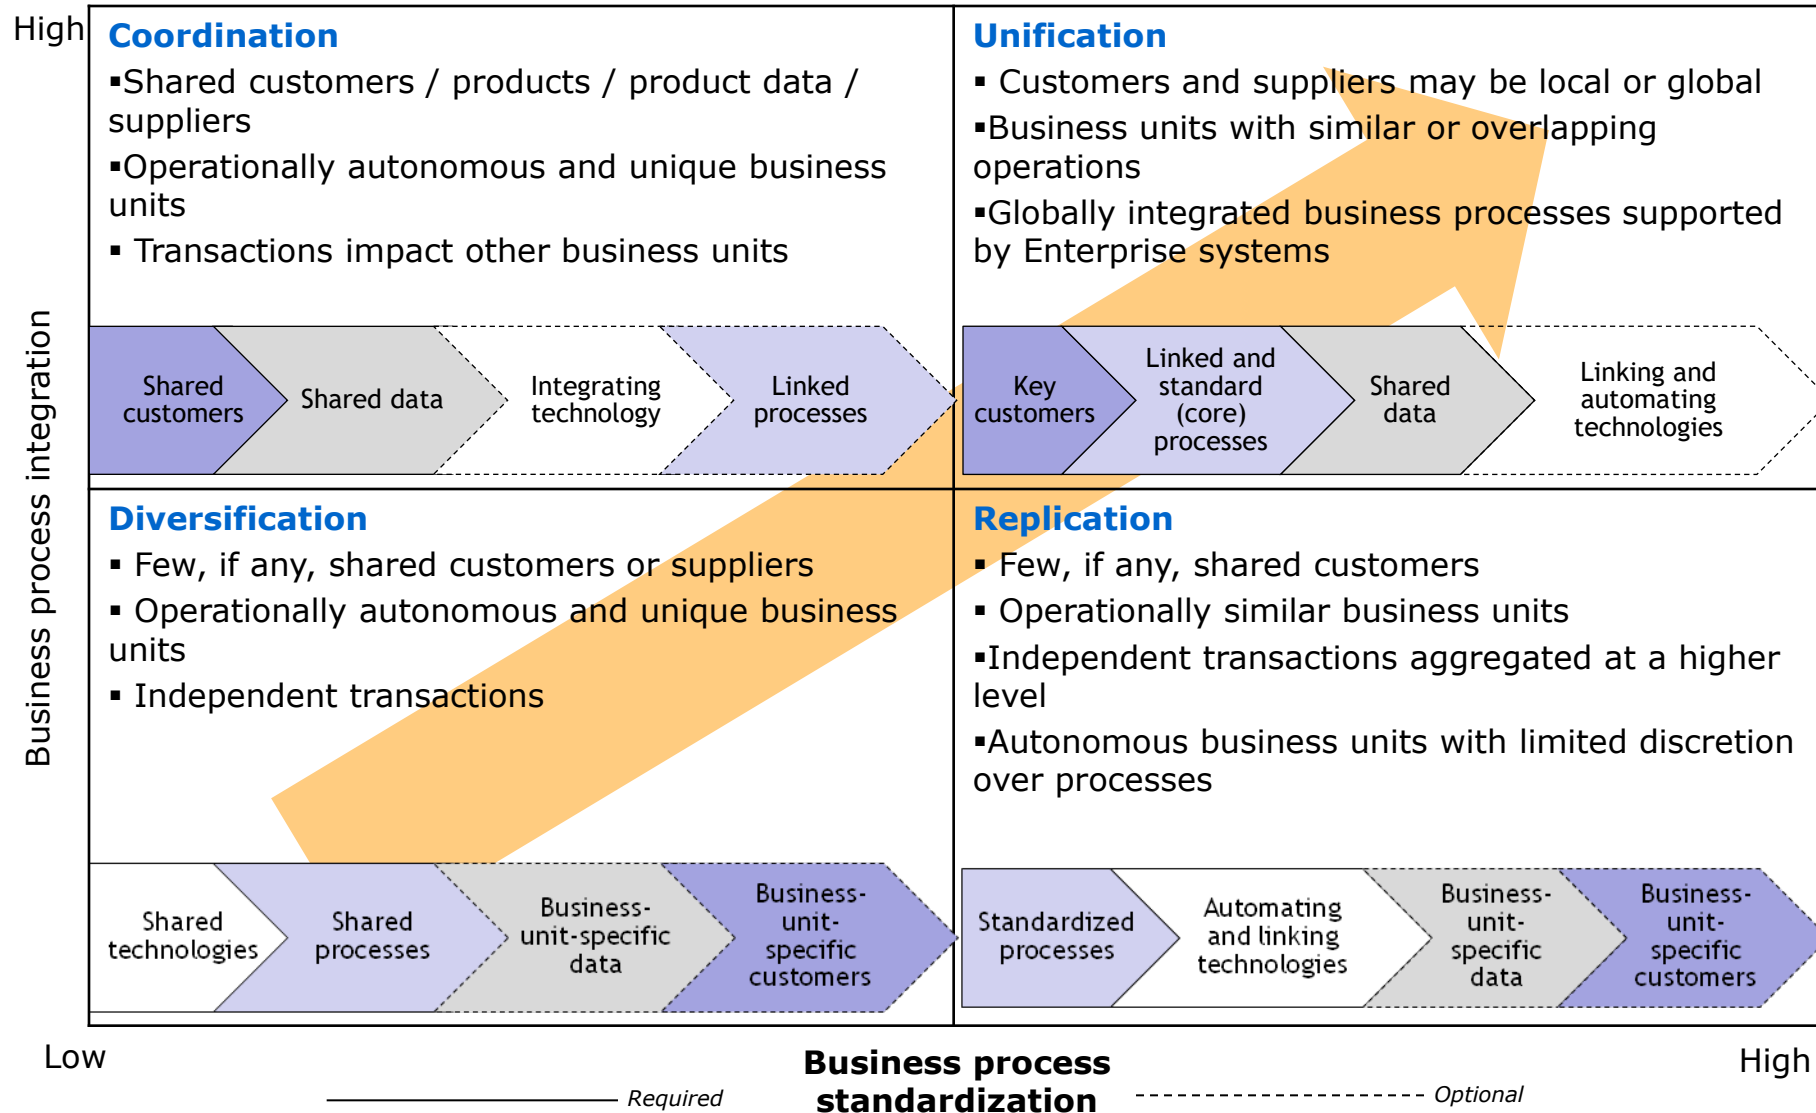 High
Coordination
▪Shared customers / products / product data /
suppliers
▪Operationally autonomous and unique business
units
▪ Transactions impact other business units
Shared
customers
Shared data
Integrating
technology
Linked
processes
Unification
▪ Customers and suppliers may be local or global
▪Business units with similar or overlapping
operations
▪Globally integrated business processes supported
by Enterprise systems
Key
customers
Linked and
standard
(core)
processes
Shared
data
Linking and
automating
technologies
Business process integration
Diversification
▪ Few, if any, shared customers or suppliers
▪ Operationally autonomous and unique business
units
▪ Independent transactions
Shared
technologies
Shared
processes
Business-
unit-specific
data
Business-
unit-
specific
customers
Replication
▪ Few, if any, shared customers
▪ Operationally similar business units
▪Independent transactions aggregated at a higher
level
▪Autonomous business units with limited discretion
over processes
Standardized
processes
Automating
and linking
technologies
Business-
unit-
specific
data
Business-
unit-
specific
customers
Low
Business process
standardization
High
Required
Optional